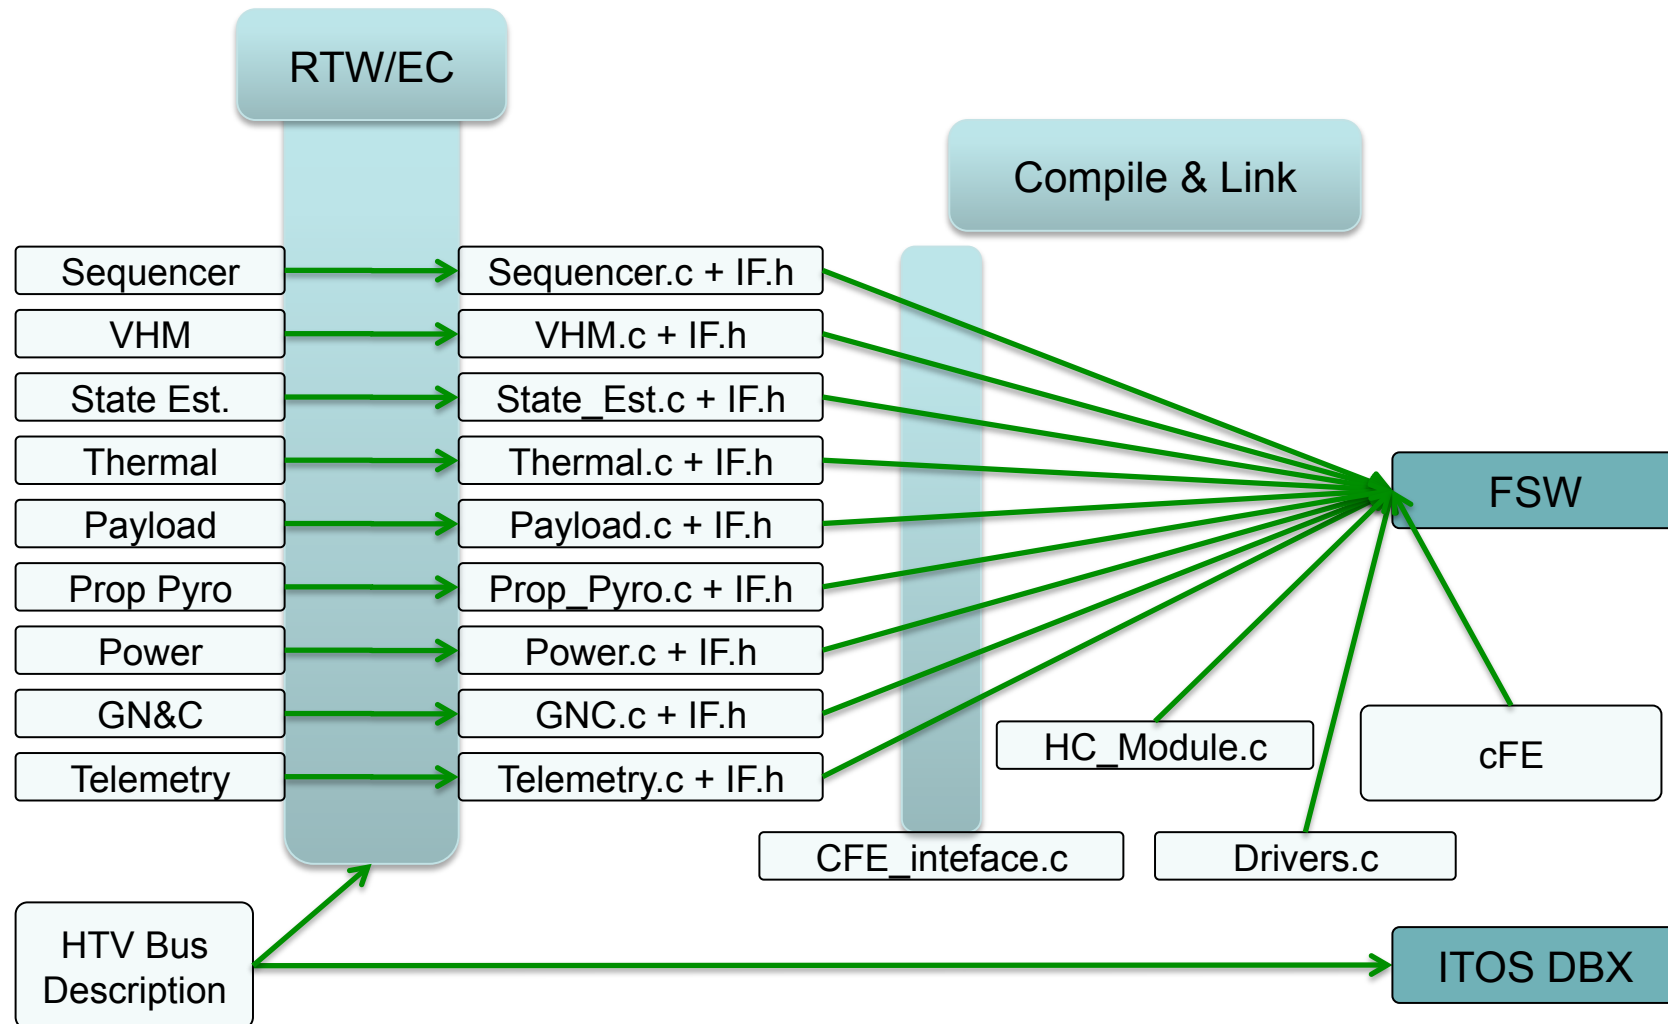 RTW/EC
Compile & Link
Sequencer
Sequencer.c + IF.h
VHM
VHM.c + IF.h
State Est.
State_Est.c + IF.h
Thermal
Thermal.c + IF.h
FSW
Payload
Payload.c + IF.h
Prop Pyro
Prop_Pyro.c + IF.h
Power
Power.c + IF.h
GN&C
GNC.c + IF.h
HC_Module.c
cFE
Telemetry
Telemetry.c + IF.h
CFE_inteface.c
Drivers.c
HTV Bus
Description
ITOS DBX